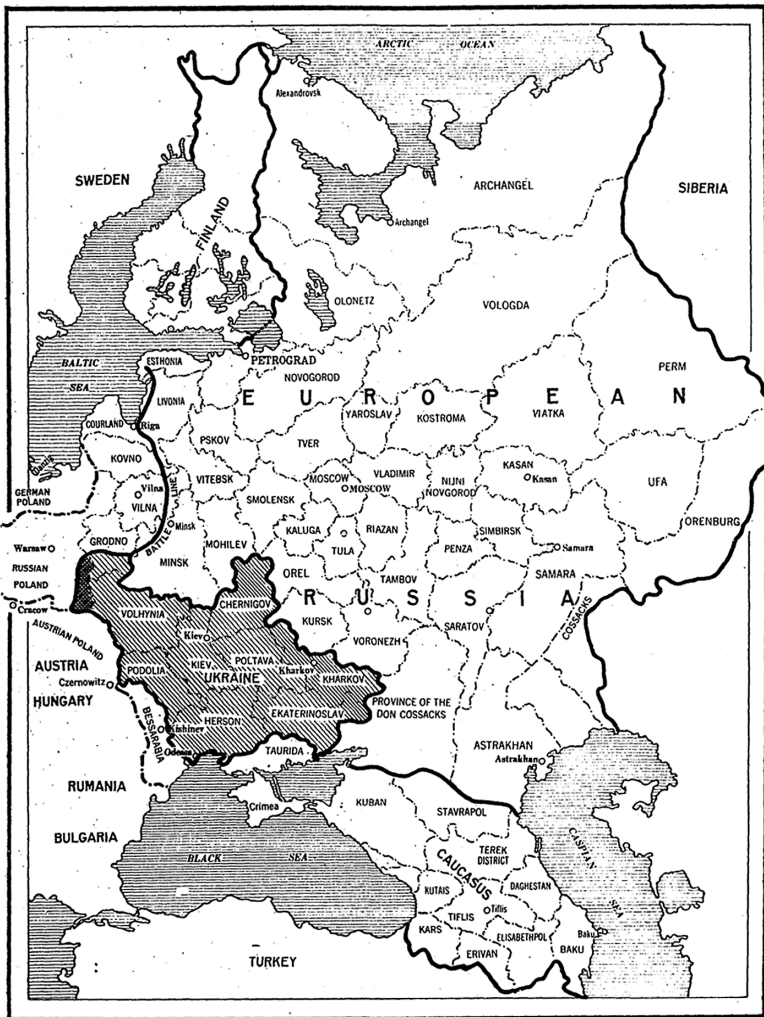 ARCTIC OCEAN
Alexandrovsk
SWEDEN
ARCHANGEL
SIBERIA
FINLAND
Archangel
OLONETZ
VOLOGDA
PETROGRAD
BALTIC
SEA
ESTHONIA
NOVOGOROD
PERM
EUROPEAN
LIVONIA
YAROSLAV
KOSTROMA
VIATKA
COURLAND
Riga
PSKOV
TVER
KOVNO
Dantzig
VITEBSK
MOSCOW
MOSCOW
VLADIMIR
NIJNI
NOVGOROD
KASAN
Kasan
UFA
GERMAN
POLAND
Vilna
VILNA
BATTLE LINE
SMOLENSK
ORENBURG
Minsk
KALUGA
TULA
RIAZAN
SIMBIRSK
GRODNO
MOHILEV
PENZA
Samara
Warsaw
MINSK
RUSSIAN
POLAND
OREL
TAMBOV
SAMARA
RUSSIA
Cracow
CHERNIGOV
VOLHYNIA
KURSK
SARATOV
COSSACKS
AUSTRIAN POLAND
Kiev
VORONEZH
AUSTRIA
HUNGARY
PODOLIA
KIEV
POLTAVA
Kharkov
KHARKOV
UKRAINE
Czernowitz
PROVINCE OF THE
DON COSSACKS
BESSARABIA
Kishinev
HERSON
EKATERINOSLAV
Odessa
TAURIDA
ASTRAKHAN
Astrakhan
RUMANIA
Crimea
KUBAN
STAVRAPOL
BULGARIA
BLACK SEA
TEREK
DISTRICT
CAUCASUS
CASPIAN SEA
KUTAIS
DAGHESTAN
TIFLIS
Tiflis
KARS
ELISABETHPOL
Baku
BAKU
ERIVAN
TURKEY